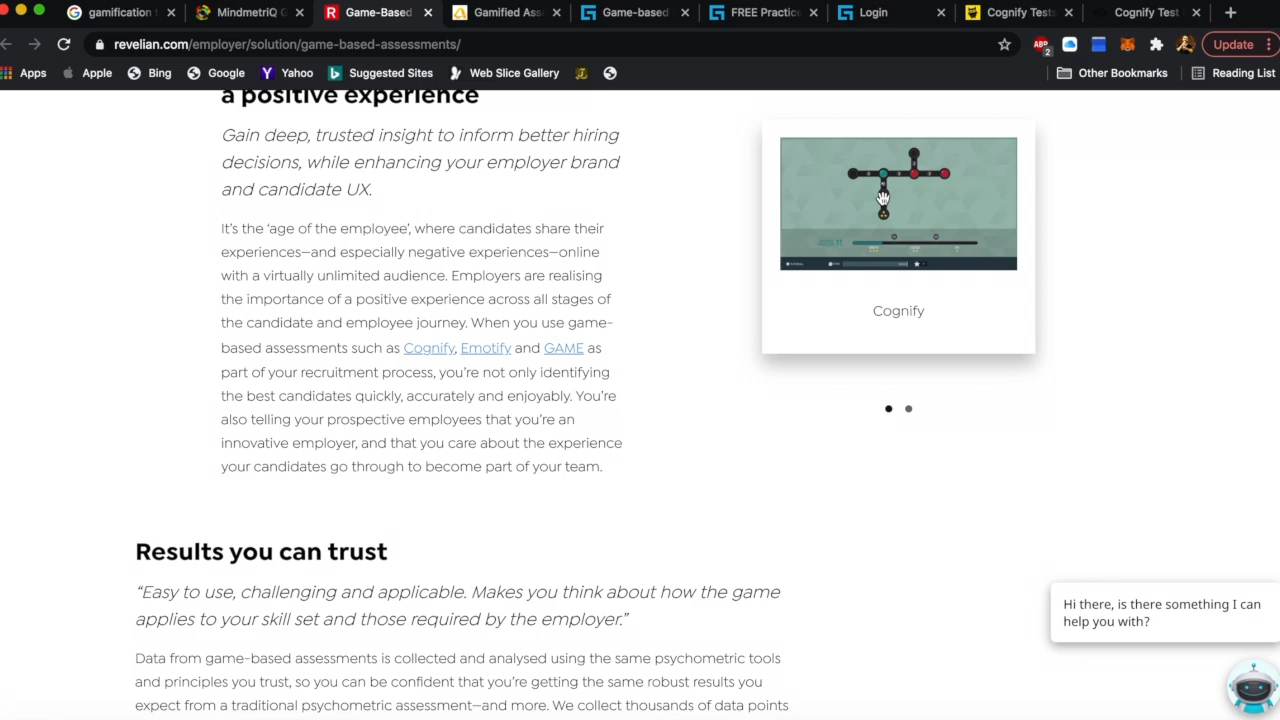 gamification t
MindmetriQ G
Game-Based
Gamified Ass
Game-based
FREE Practice
Login
Cognify Tests
Cognify Test
revelian.com/employer/solution/game-based-assessments/
ABP
2
Update
Apps
Apple
Bing
Google
Yahoo
Suggested Sites
Web Slice Gallery
Other Bookmarks
Reading List
a positive experience
Gain deep, trusted insight to inform better hiring
decisions, while enhancing your employer brand
and candidate UX.
It's the 'age of the employee', where candidates share their
experiences—and especially negative experiences—online
with a virtually unlimited audience. Employers are realising
the importance of a positive experience across all stages of
the candidate and employee journey. When you use game-
based assessments such as Cognify, Emotify and GAME as
part of your recruitment process, you're not only identifying
the best candidates quickly, accurately and enjoyably. You're
also telling your prospective employees that you're an
innovative employer, and that you care about the experience
your candidates go through to become part of your team.
Cognify
Results you can trust
"Easy to use, challenging and applicable. Makes you think about how the game
applies to your skill set and those required by the employer."
Data from game-based assessments is collected and analysed using the same psychometric tools
and principles you trust, so you can be confident that you're getting the same robust results you
expect from a traditional psychometric assessment—and more. We collect thousands of data points
Hi there, is there something I can
help you with?